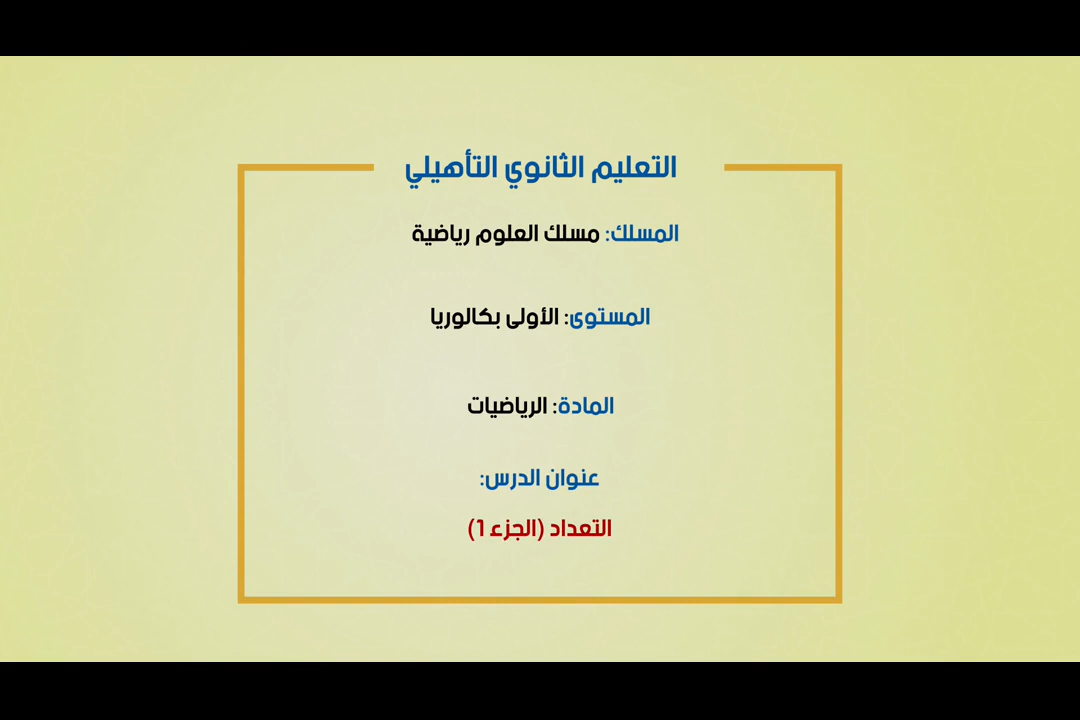 التعليم الثانوي التأهيلي
المسلك: مسلك العلوم رياضية
المستوى: الأولى بكالوريا
المادة: الرياضيات
عنوان الدرس:
التعداد (الجزء 1)